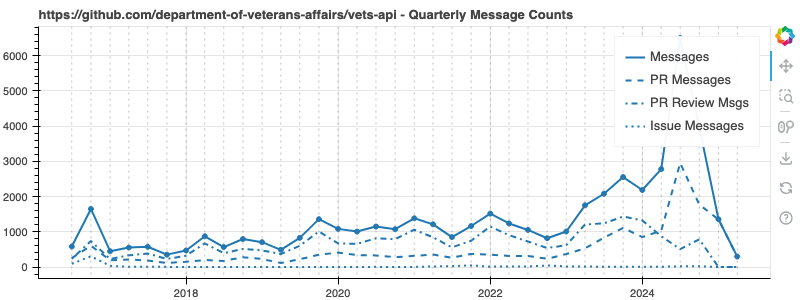 https://github.com/department-of-veterans-affairs/vets-api - Quarterly Message Counts
6000
5000
4000
3000
2000
1000
0
Messages
PR Messages
PR Review Msgs
Issue Messages
2018
2020
2022
2024